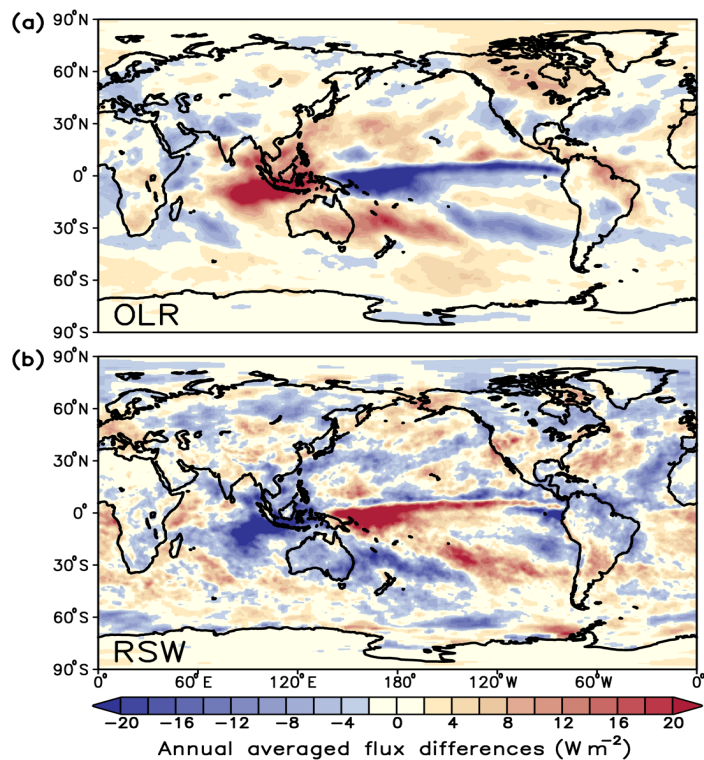 (a)
90°N
60°N
30°N
0°
30°S
60°S
90°S
OLR
(b)
90°N
60°N
30°N
0°
30°S
60°S
90°S
RSW
0° 60°E 120°E 180° 120°W 60°W 0°
−20 −16 −12 −8 −4 0 4 8 12 16 20
Annual averaged flux differences (W m⁻²)